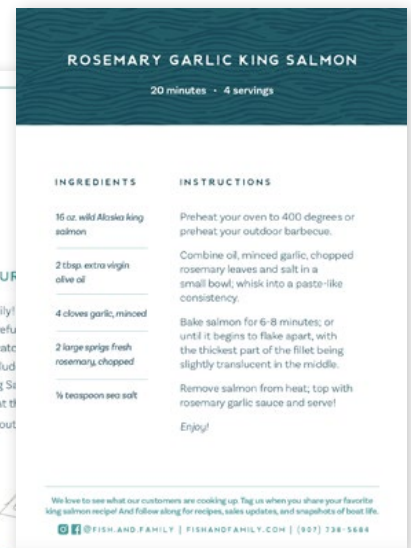 ROSEMARY GARLIC KING SALMON
20 minutes · 4 servings
INGREDIENTS
16 oz. wild Alaska king
salmon
2 tbsp. extra virgin
olive oil
4 cloves garlic, minced
2 large sprigs fresh
rosemary, chopped
INSTRUCTIONS
Preheat your oven to 400 degrees or
preheat your outdoor barbecue.
Combine oil, minced garlic, chopped
rosemary leaves and salt in a
small bowl; whisk into a paste-like
consistency.
Bake salmon for 6-8 minutes; or
until it begins to flake apart, with
the thickest part of the fillet being
slightly translucent in the middle.
Remove salmon from heat; top with
rosemary garlic sauce and serve!
Enjoy!
teaspoon sea salt
We love to see what our customers are cooking up. Tag us when you share your favorite
king salmon recipe! And follow along for recipes, sales updates, and snapshots of boat life.
@FISH.AND.FAMILY | FISHANDFAMILY.COM | (907) 738-5684